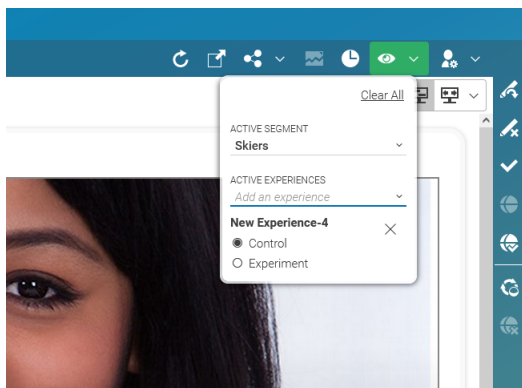 Clear All
ACTIVE SEGMENT
Skiers
ACTIVE EXPERIENCES
Add an experience
New Experience-4
Control
Experiment